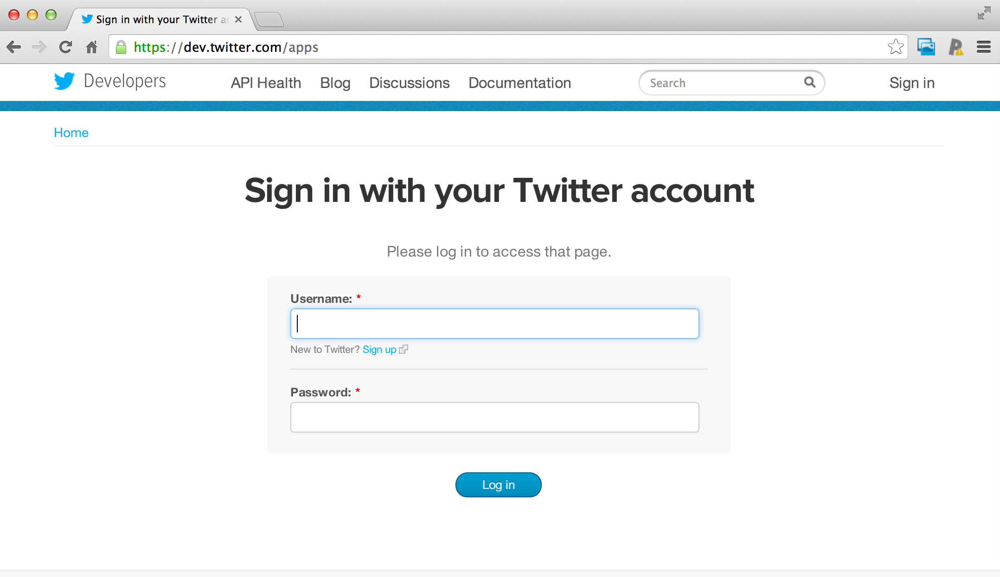 Sign in with your Twitter a
https://dev.twitter.com/apps
Developers API Health Blog Discussions Documentation Search Sign in
Home
Sign in with your Twitter account
Please log in to access that page.
Username: *
New to Twitter? Sign up
Password: *
Log in